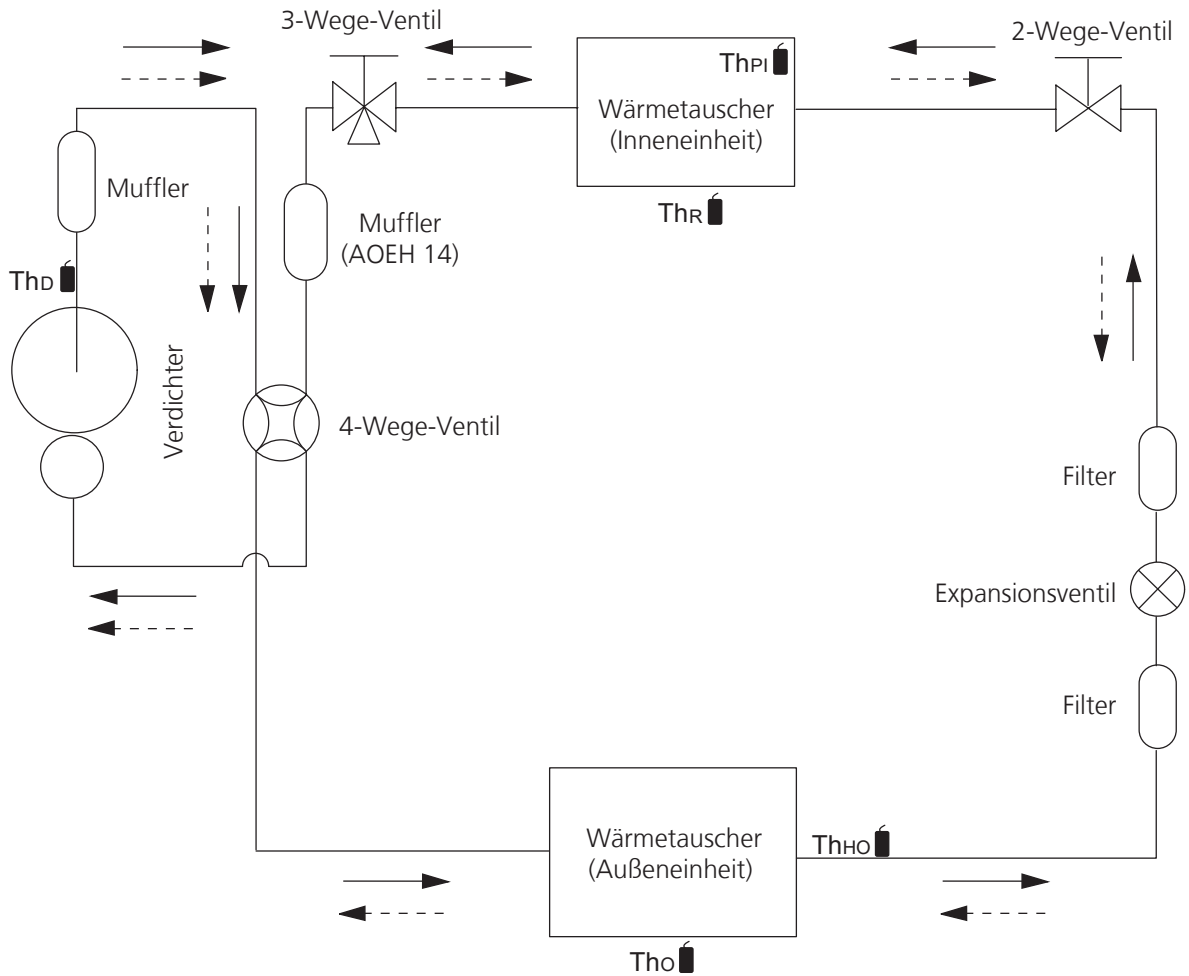 3-Wege-Ventil
2-Wege-Ventil
ThPI
Wärmetauscher
(Inneneinheit)
Muffler
ThR
Muffler
(AOEH 14)
ThD
Verdichter
4-Wege-Ventil
Filter
Expansionsventil
Filter
Wärmetauscher
(Außeneinheit)
ThHO
ThO